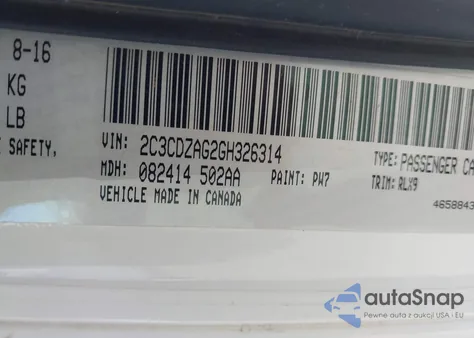 8-16
KG
LB
SAFETY.
VIN: 2C3CDZAG2GH326314
TYPE: PASSENGER CA
MDH: 082414 502AA
PAINT: PW7
TRIM: RLX9
VEHICLE MADE IN CANADA
4658843
autoSnap
Pewne auta z aukcji USA i EU